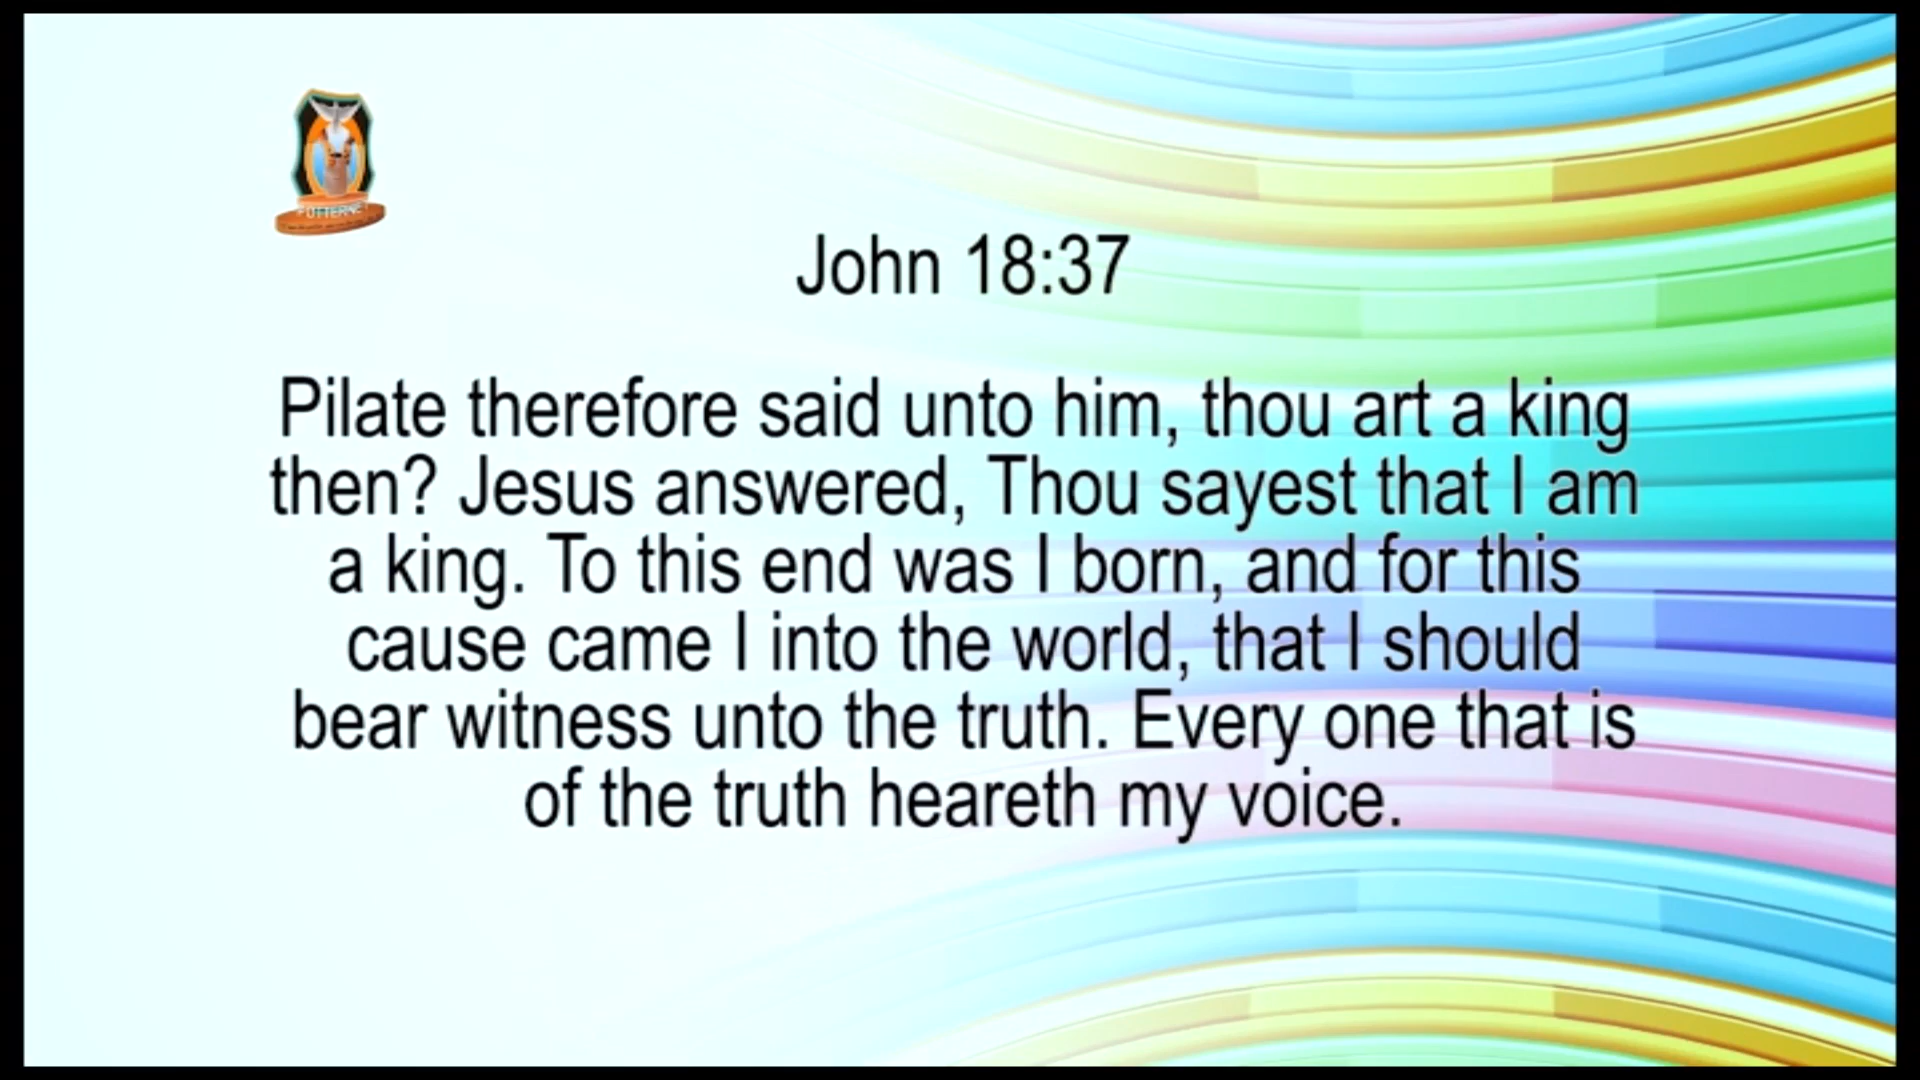 POTTERNET
John 18:37
Pilate therefore said unto him, thou art a king
then? Jesus answered, Thou sayest that I am
a king. To this end was I born, and for this
cause came I into the world, that I should
bear witness unto the truth. Every one that is
of the truth heareth my voice.